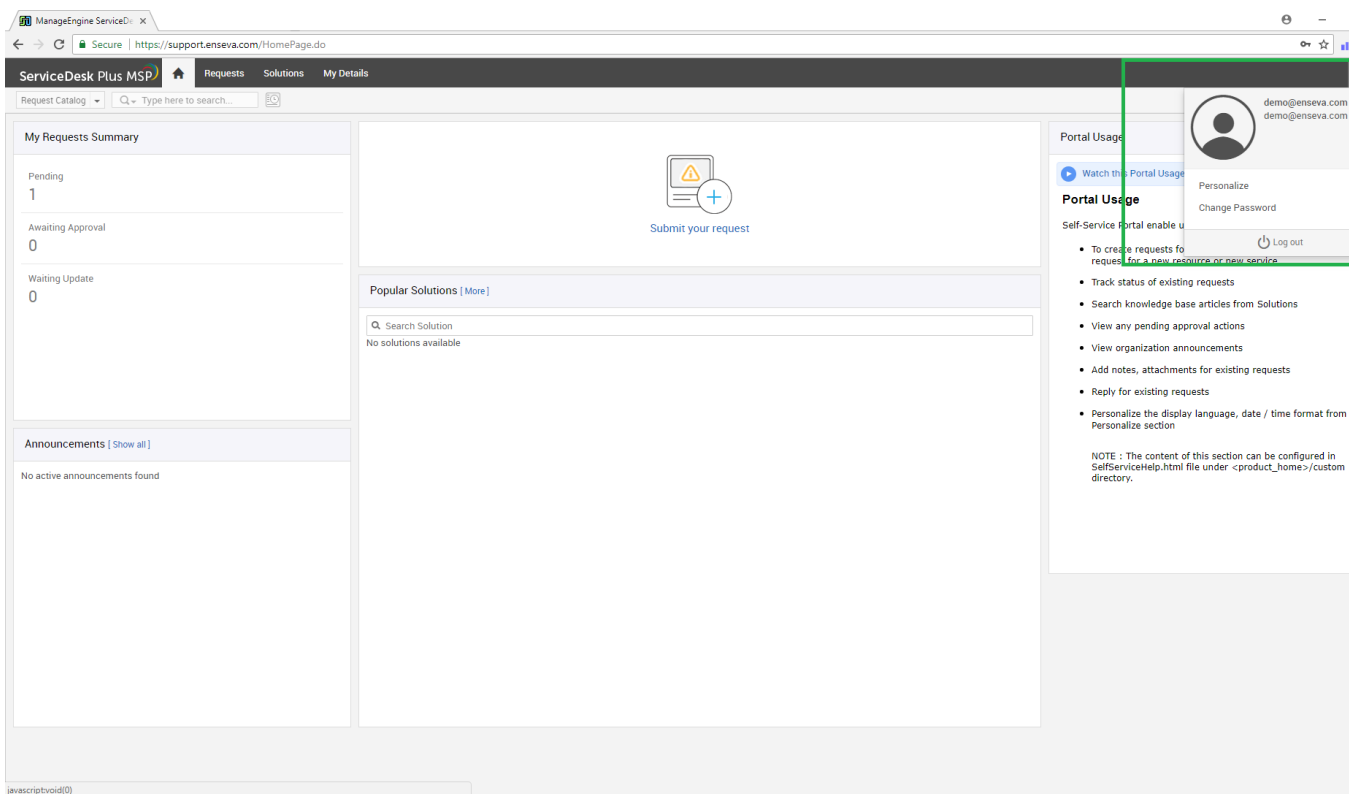 ManageEngine ServiceDe
Secure | https://support.enseva.com/HomePage.do
ServiceDesk Plus MSP Requests Solutions My Details
Request Catalog Type here to search...
demo@enseva.com
demo@enseva.com
Personalize
Change Password
Log out
My Requests Summary
Pending
1
Awaiting Approval
0
Waiting Update
0
Announcements [ Show all ]
No active announcements found
Submit your request
Popular Solutions [ More ]
Search Solution
No solutions available
Portal Usage
Watch this Portal Usage
Portal Usage
Self-Service Portal enable u
• To create requests fo
request for a new resource or new service
• Track status of existing requests
• Search knowledge base articles from Solutions
• View any pending approval actions
• View organization announcements
• Add notes, attachments for existing requests
• Reply for existing requests
• Personalize the display language, date / time format from
Personalize section
NOTE : The content of this section can be configured in
SelfServiceHelp.html file under <product_home>/custom
directory.
javascript:void(0)